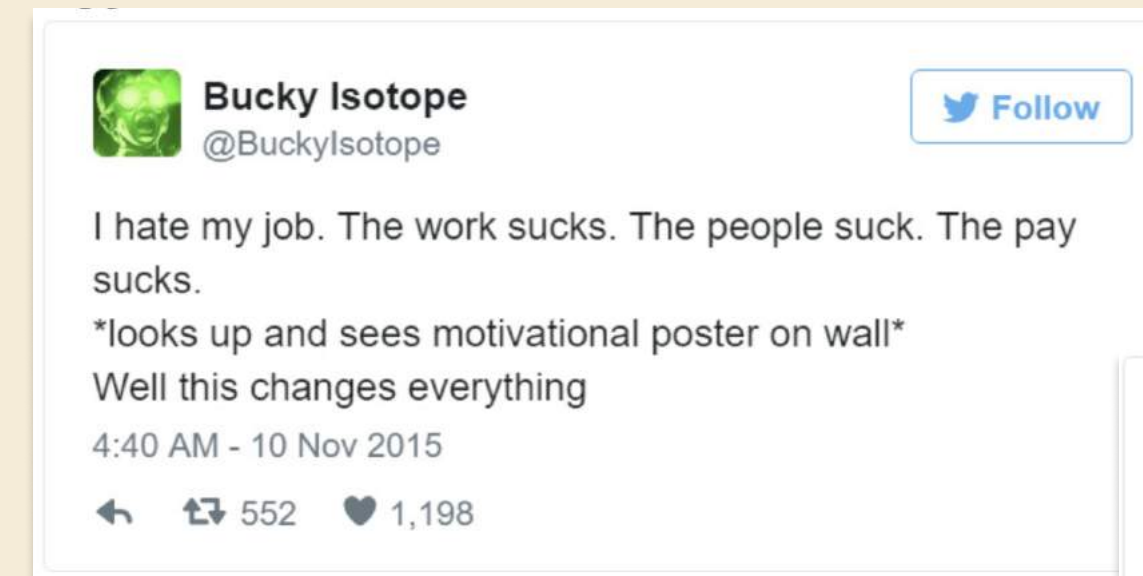 Bucky Isotope
@BuckyIsotope
Follow
I hate my job. The work sucks. The people suck. The pay
sucks.
*looks up and sees motivational poster on wall*
Well this changes everything
4:40 AM - 10 Nov 2015
552 1,198